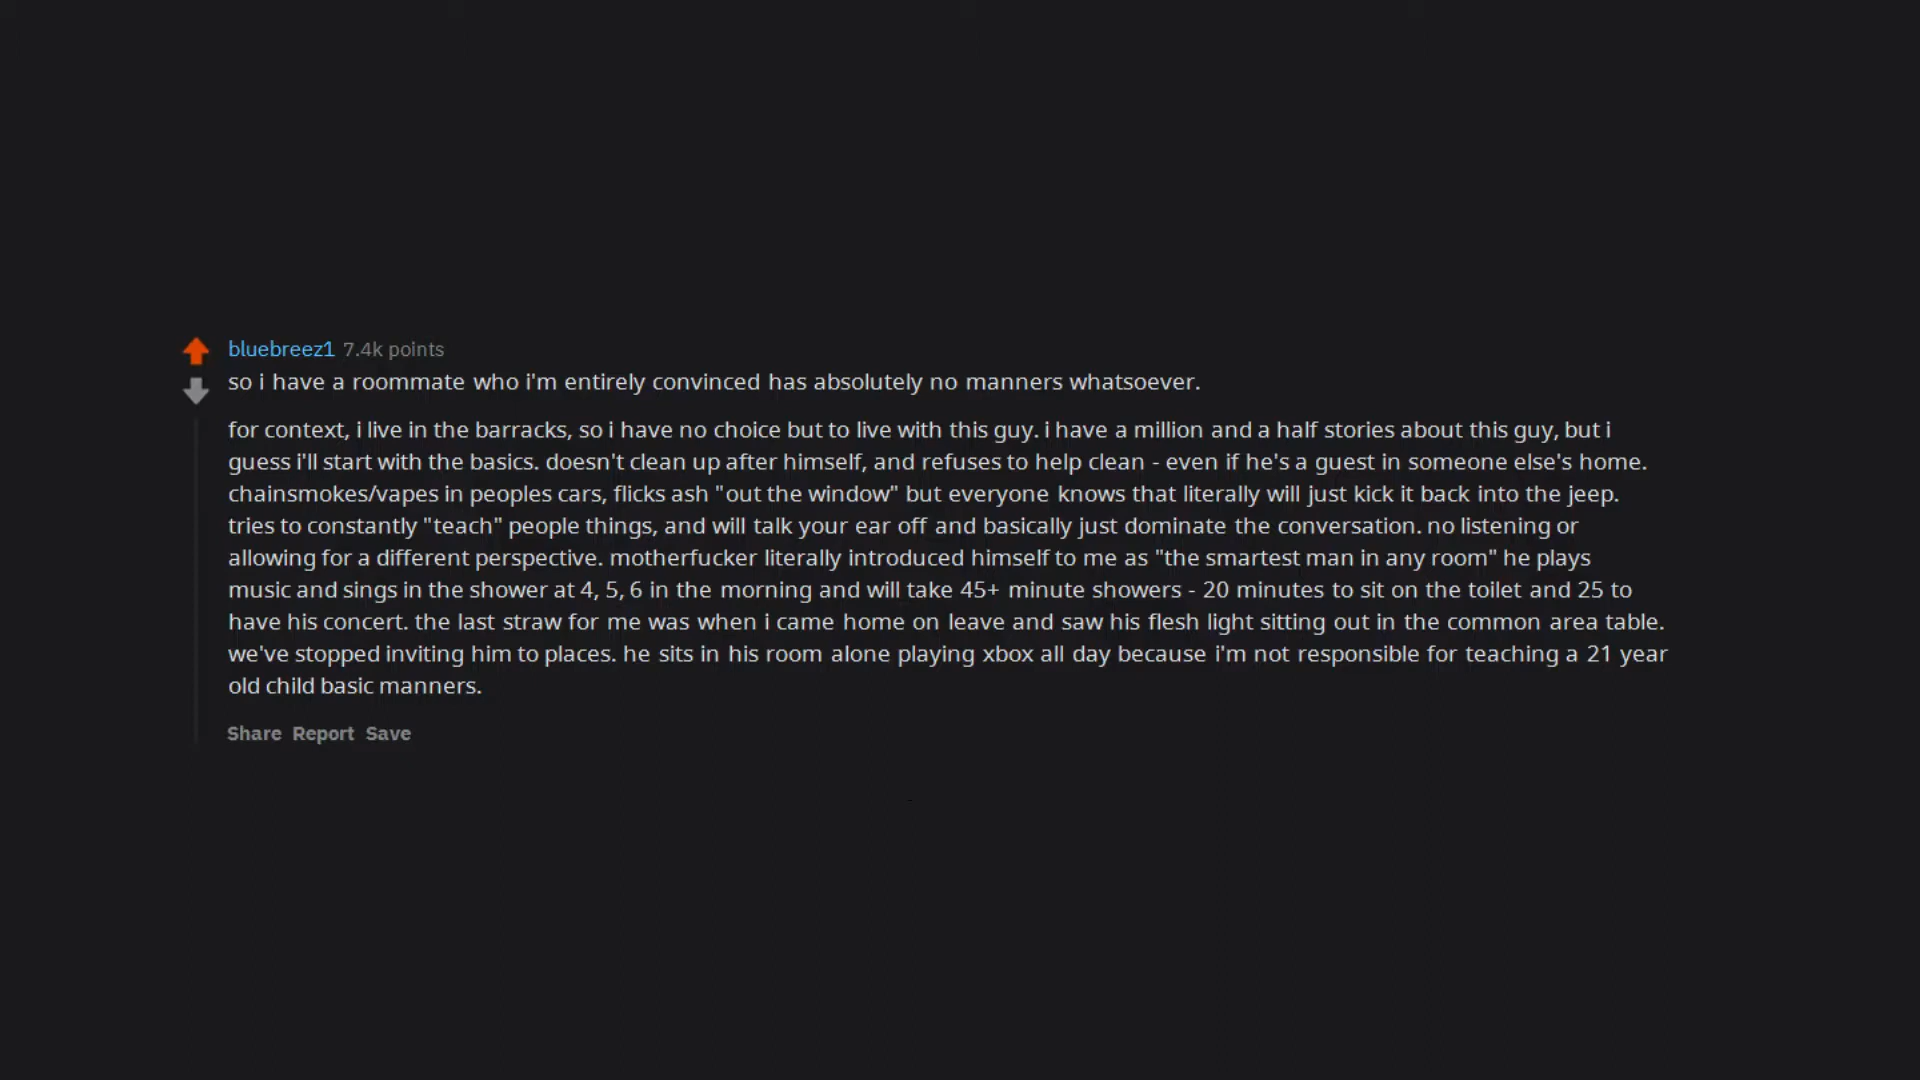 bluebreez1 7.4k points
so i have a roommate who i'm entirely convinced has absolutely no manners whatsoever.
for context, i live in the barracks, so i have no choice but to live with this guy. i have a million and a half stories about this guy, but i
guess i'll start with the basics. doesn't clean up after himself, and refuses to help clean - even if he's a guest in someone else's home.
chainsmokes/vapes in peoples cars, flicks ash "out the window" but everyone knows that literally will just kick it back into the jeep.
tries to constantly "teach" people things, and will talk your ear off and basically just dominate the conversation. no listening or
allowing for a different perspective. motherfucker literally introduced himself to me as "the smartest man in any room" he plays
music and sings in the shower at 4, 5, 6 in the morning and will take 45+ minute showers - 20 minutes to sit on the toilet and 25 to
have his concert. the last straw for me was when i came home on leave and saw his flesh light sitting out in the common area table.
we've stopped inviting him to places. he sits in his room alone playing xbox all day because i'm not responsible for teaching a 21 year
old child basic manners.
Share Report Save